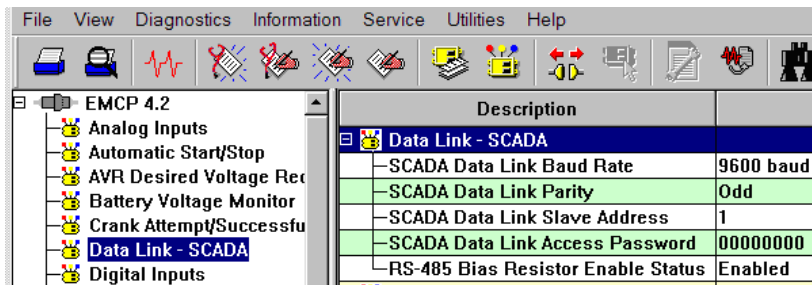 File View Diagnostics Information Service Utilities Help
EMCP 4.2
Analog Inputs
Automatic Start/Stop
AVR Desired Voltage Rec
Battery Voltage Monitor
Crank Attempt/Successfu
Data Link - SCADA
Digital Inputs
Description
Data Link - SCADA
SCADA Data Link Baud Rate 9600 baud
SCADA Data Link Parity Odd
SCADA Data Link Slave Address 1
SCADA Data Link Access Password 00000000
RS-485 Bias Resistor Enable Status Enabled